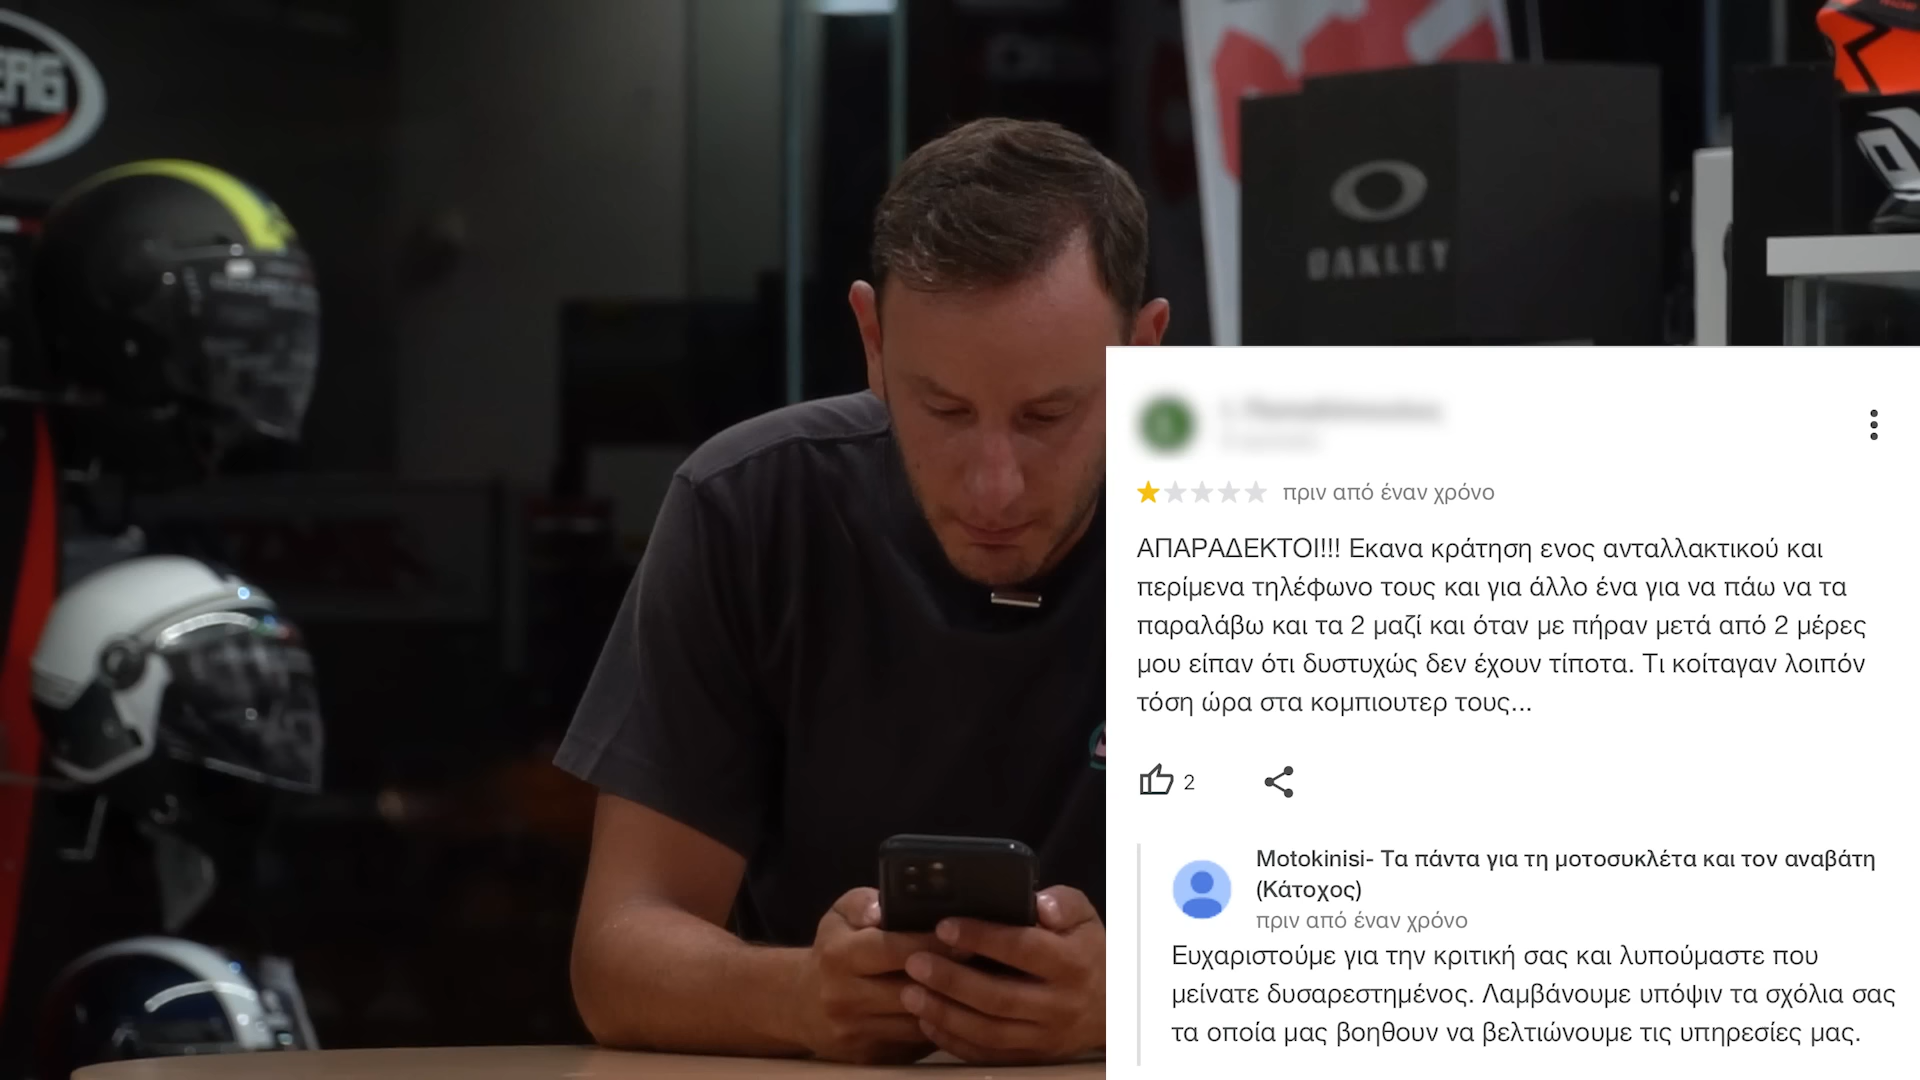 OAKLEY
πριν από έναν χρόνο
ΑΠΑΡΑΔΕΚΤΟΙ!!! Εκανα κράτηση ενος ανταλλακτικού και
περίμενα τηλέφωνο τους και για άλλο ένα για να πάω να τα
παραλάβω και τα 2 μαζί και όταν με πήραν μετά από 2 μέρες
μου είπαν ότι δυστυχώς δεν έχουν τίποτα. Τι κοίταγαν λοιπόν
τόση ώρα στα κομπιουτερ τους...
2
Motokinisi- Τα πάντα για τη μοτοσυκλέτα και τον αναβάτη
(Κάτοχος)
πριν από έναν χρόνο
Ευχαριστούμε για την κριτική σας και λυπούμαστε που
μείνατε δυσαρεστημένος. Λαμβάνουμε υπόψιν τα σχόλια σας
τα οποία μας βοηθουν να βελτιώνουμε τις υπηρεσίες μας.